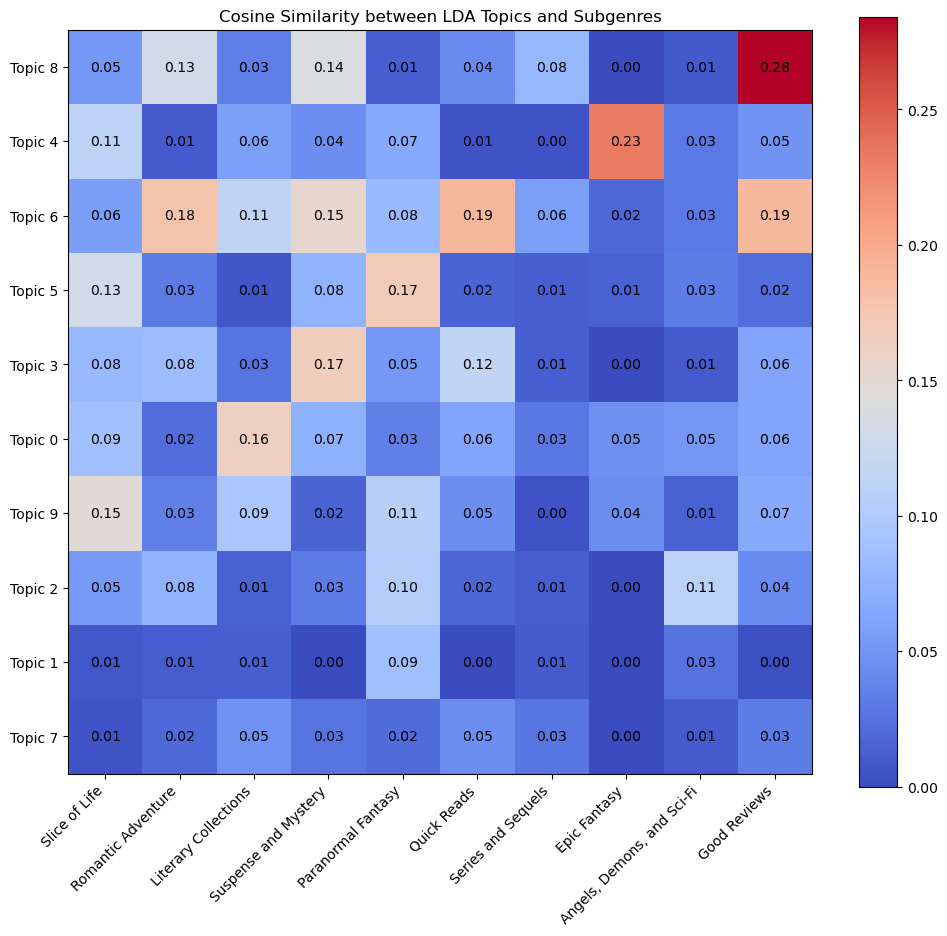 Cosine Similarity between LDA Topics and Subgenres
Topic 8 0.05 0.13 0.03 0.14 0.01 0.04 0.08 0.00 0.01 0.28
Topic 4 0.11 0.01 0.06 0.04 0.07 0.01 0.00 0.23 0.03 0.05
Topic 6 0.06 0.18 0.11 0.15 0.08 0.19 0.06 0.02 0.03 0.19
Topic 5 0.13 0.03 0.01 0.08 0.17 0.02 0.01 0.01 0.03 0.02
Topic 3 0.08 0.08 0.03 0.17 0.05 0.12 0.01 0.00 0.01 0.06
Topic 0 0.09 0.02 0.16 0.07 0.03 0.06 0.03 0.05 0.05 0.06
Topic 9 0.15 0.03 0.09 0.02 0.11 0.05 0.00 0.04 0.01 0.07
Topic 2 0.05 0.08 0.01 0.03 0.10 0.02 0.01 0.00 0.11 0.04
Topic 1 0.01 0.01 0.01 0.00 0.09 0.00 0.01 0.00 0.03 0.00
Topic 7 0.01 0.02 0.05 0.03 0.02 0.05 0.03 0.00 0.01 0.03
Slice of Life
Romantic Adventure
Literary Collections
Suspense and Mystery
Paranormal Fantasy
Quick Reads
Series and Sequels
Epic Fantasy
Angels, Demons, and Sci-Fi
Good Reviews
0.25
0.20
0.15
0.10
0.05
0.00